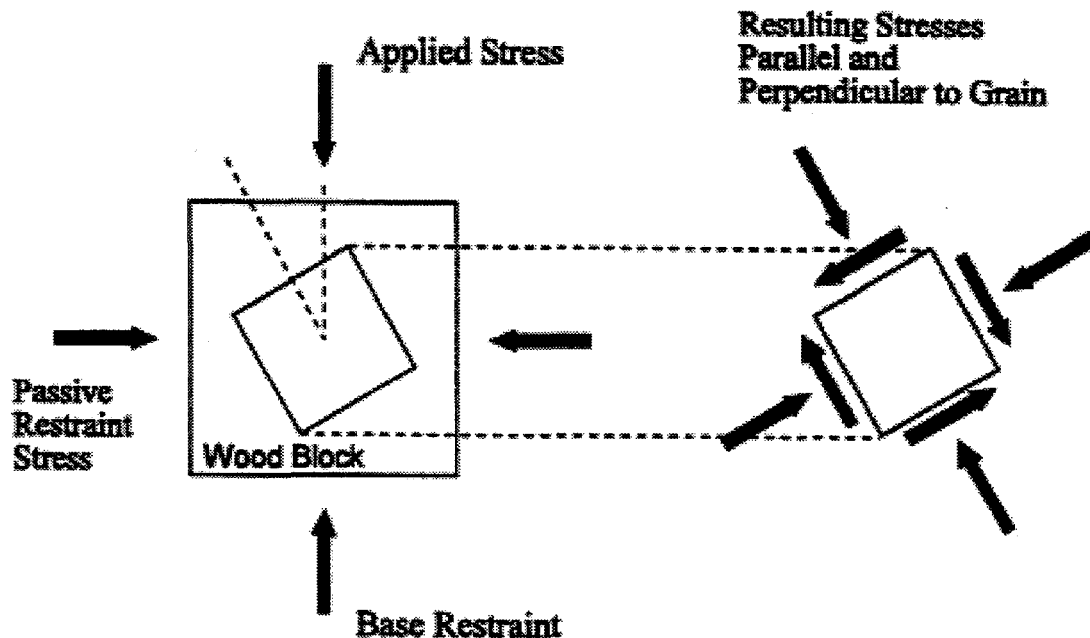 Applied Stress
Resulting Stresses
Parallel and
Perpendicular to Grain
Passive
Restraint
Stress
Wood Block
Base Restraint